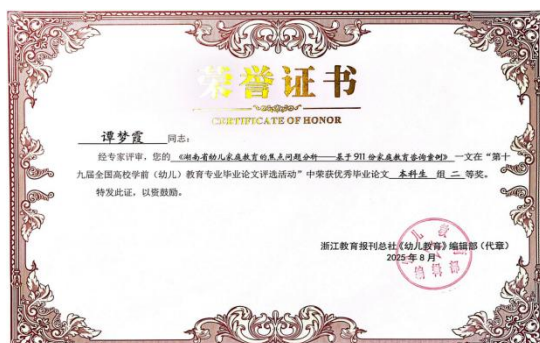 荣誉证书
CERTIFICATE OF HONOR
谭梦霞 同志:
经专家评审,您的《湖南省幼儿家庭教育的焦点问题分析——基于911份家庭教育咨询案例》一文在“第十
九届全国高校学前(幼儿)教育专业毕业论文评选活动”中荣获优秀毕业论文 本科生 组 二 等奖。
特发此证,以资鼓励。
浙江教育报刊总社《幼儿教育》编辑部(代章)
2025年8月